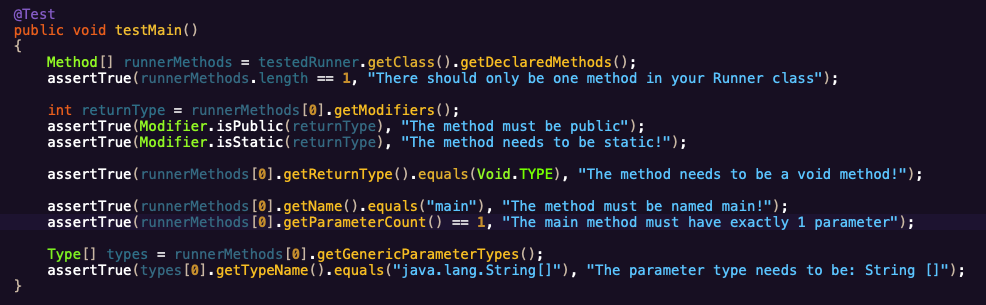 @Test
public void testMain()
{
    Method[] runnerMethods = testedRunner.getClass().getDeclaredMethods();
    assertTrue(runnerMethods.length == 1, "There should only be one method in your Runner class");

    int returnType = runnerMethods[0].getModifiers();
    assertTrue(Modifier.isPublic(returnType), "The method must be public");
    assertTrue(Modifier.isStatic(returnType), "The method needs to be static!");

    assertTrue(runnerMethods[0].getReturnType().equals(Void.TYPE), "The method needs to be a void method!");

    assertTrue(runnerMethods[0].getName().equals("main"), "The method must be named main!");
    assertTrue(runnerMethods[0].getParameterCount() == 1, "The main method must have exactly 1 parameter");

    Type[] types = runnerMethods[0].getGenericParameterTypes();
    assertTrue(types[0].getTypeName().equals("java.lang.String[]"), "The parameter type needs to be: String []");
}